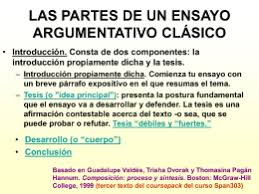 LAS PARTES DE UN ENSAYO
ARGUMENTATIVO CLÁSICO
• Introducción. Consta de dos componentes: la
introducción propiamente dicha y la tesis.
– Introducción propiamente dicha. Comienza tu ensayo con
un breve párrafo expositivo en el que resumas el tema.
– Tesis (o "idea principal"): presenta la postura fundamental
que el ensayo va a desarrollar y defender. La tesis es una
afirmación contestable acerca del texto -o sea, que se
puede probar o refutar. Tesis "débiles y "fuertes."
• Desarrollo (o "cuerpo")
• Conclusión
Basado en Guadalupe Valdés, Trisha Dvorak y Thomasina Pagán
Hannum. Composición: proceso y síntesis. Boston: McGraw-Hill
College, 1999 (tercer texto del coursepack del curso Span303)